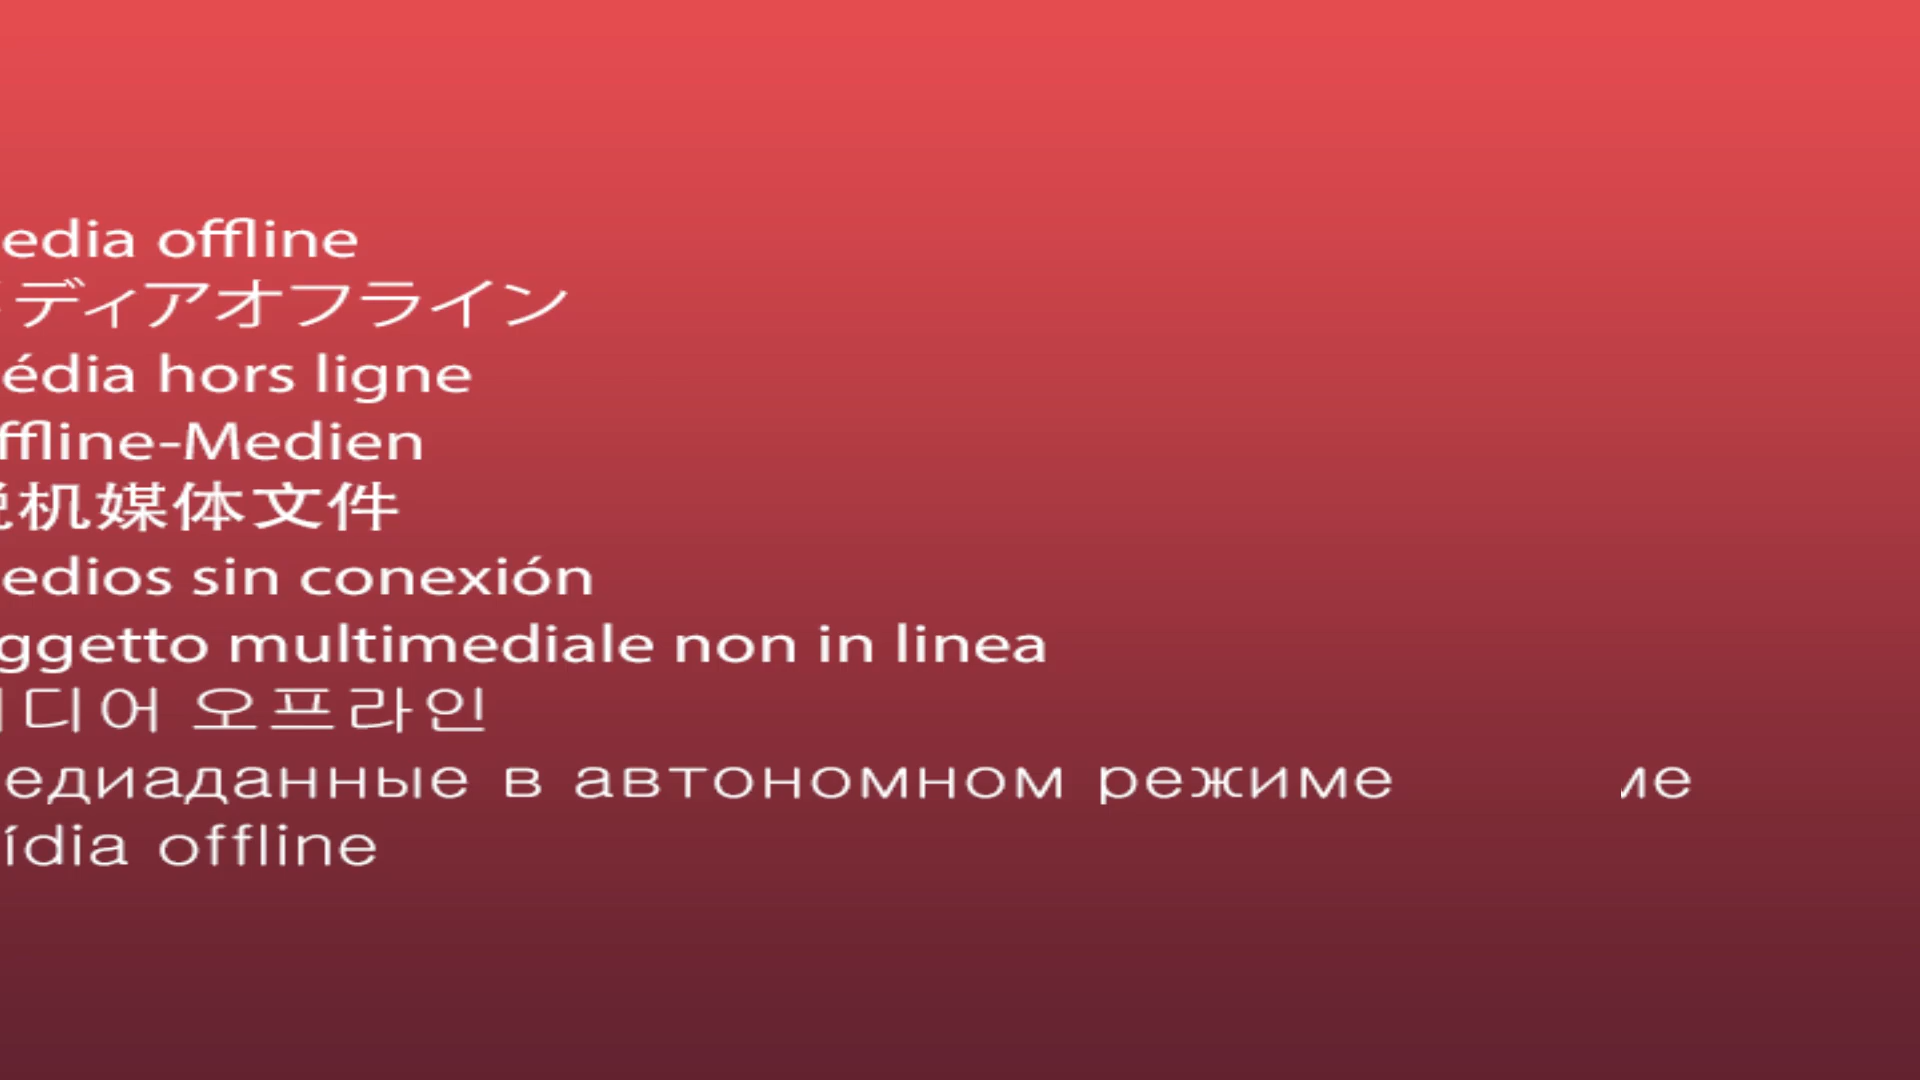 edia offline
ディアオフライン
édia hors ligne
ffline-Medien
机媒体文件
edios sin conexión
ggetto multimediale non in linea
디어 오프라인
едиаданные в автономном режиме ме
ídia offline